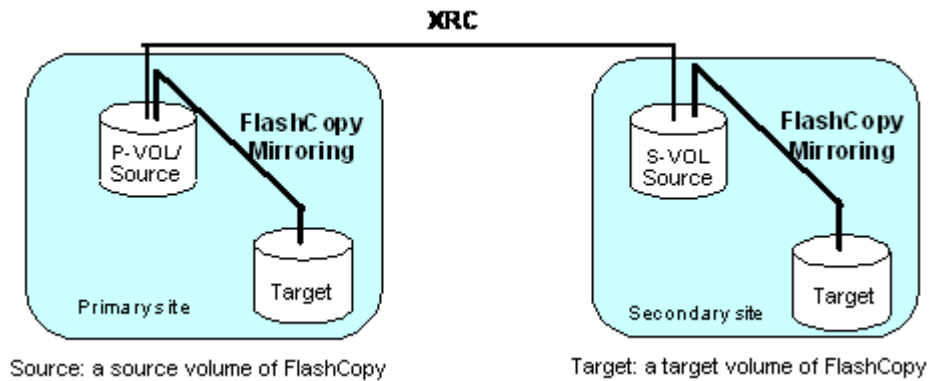 XRC
P-VOL/
Source
FlashCopy
Mirroring
Target
Primary site
S-VOL
Source
FlashCopy
Mirroring
Target
Secondary site
Source: a source volume of FlashCopy
Target: a target volume of FlashCopy